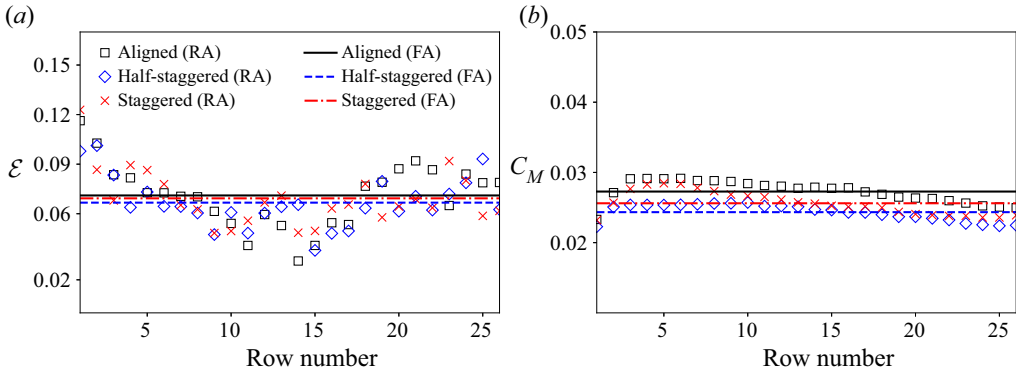 (a)
0.15
0.12
0.09
0.06
0.02
ℰ
Aligned (RA)
Half-staggered (RA)
Staggered (RA)
Aligned (FA)
Half-staggered (FA)
Staggered (FA)
5 10 15 20 25
Row number
(b)
0.05
0.04
0.03
0.02
C_M
5 10 15 20 25
Row number